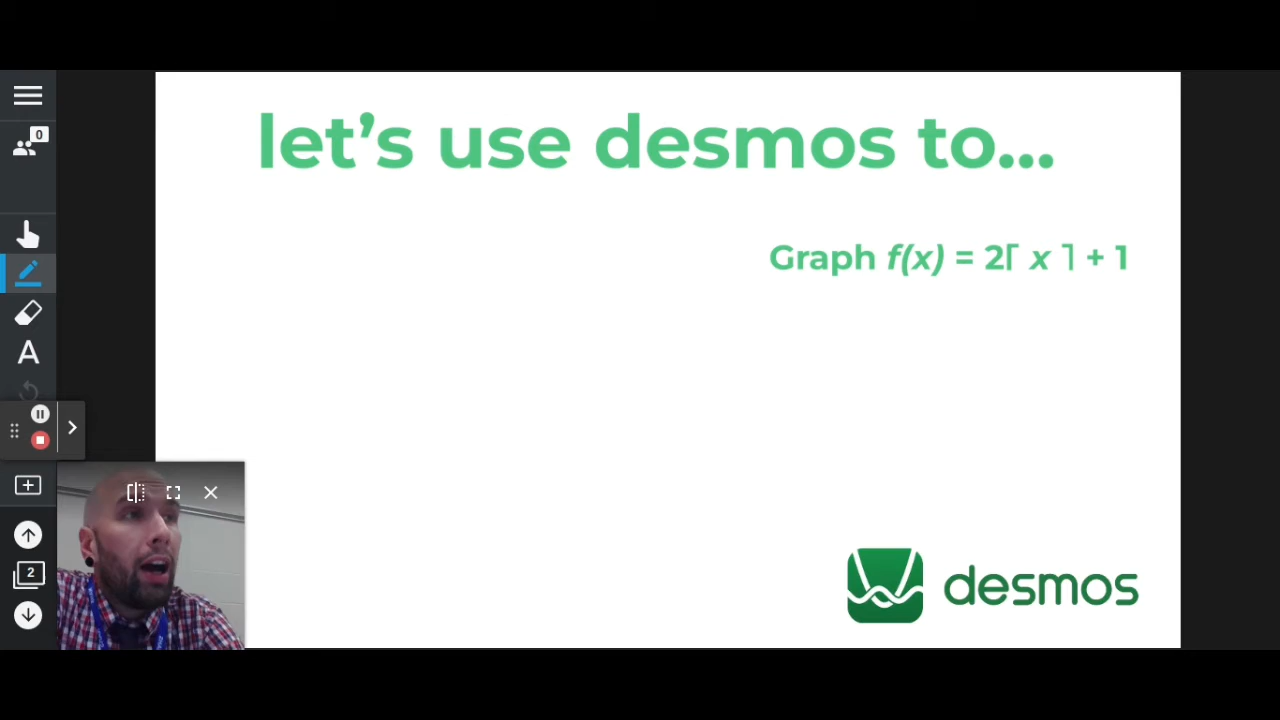 let's use desmos to...
0
Graph f(x) = 2⌈ x ⌉ + 1
A
2
desmos